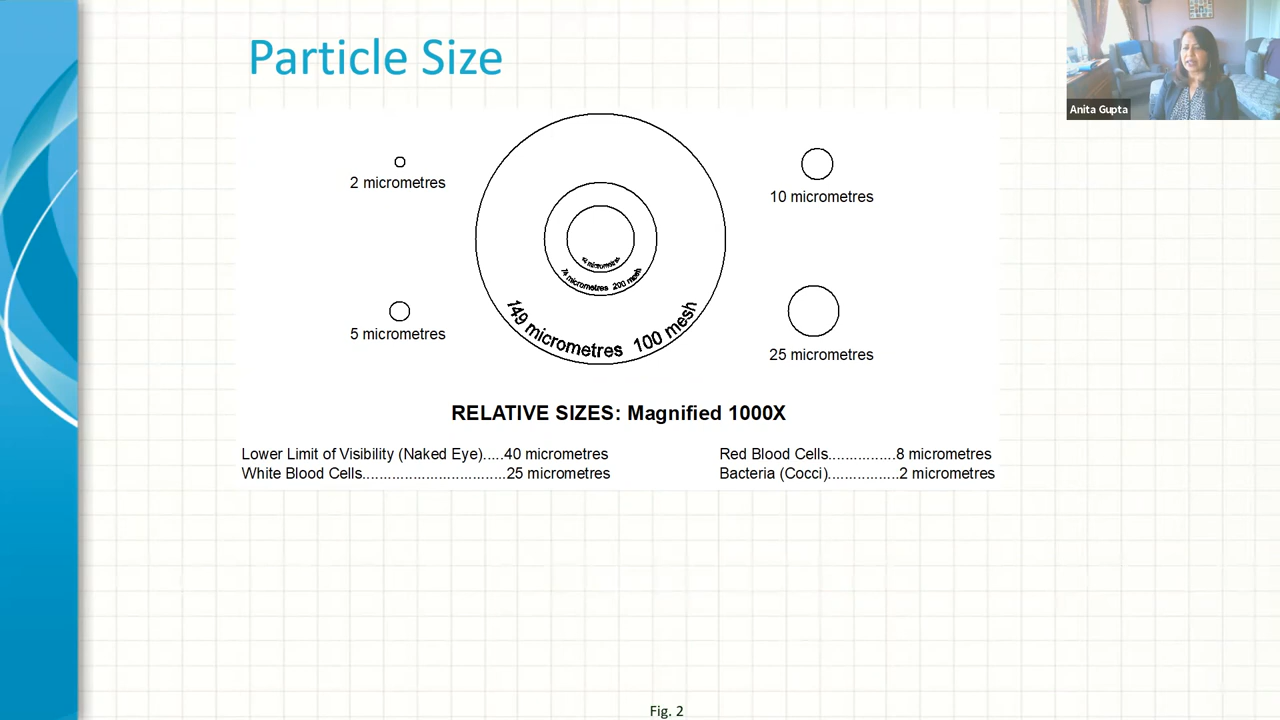 Particle Size
Anita Gupta
2 micrometres
10 micrometres
micrometres
74 micrometres 200 mesh
149 micrometres 100 mesh
5 micrometres
25 micrometres
RELATIVE SIZES: Magnified 1000X
Lower Limit of Visibility (Naked Eye).....40 micrometres
White Blood Cells..................................25 micrometres
Red Blood Cells................8 micrometres
Bacteria (Cocci).................2 micrometres
Fig. 2